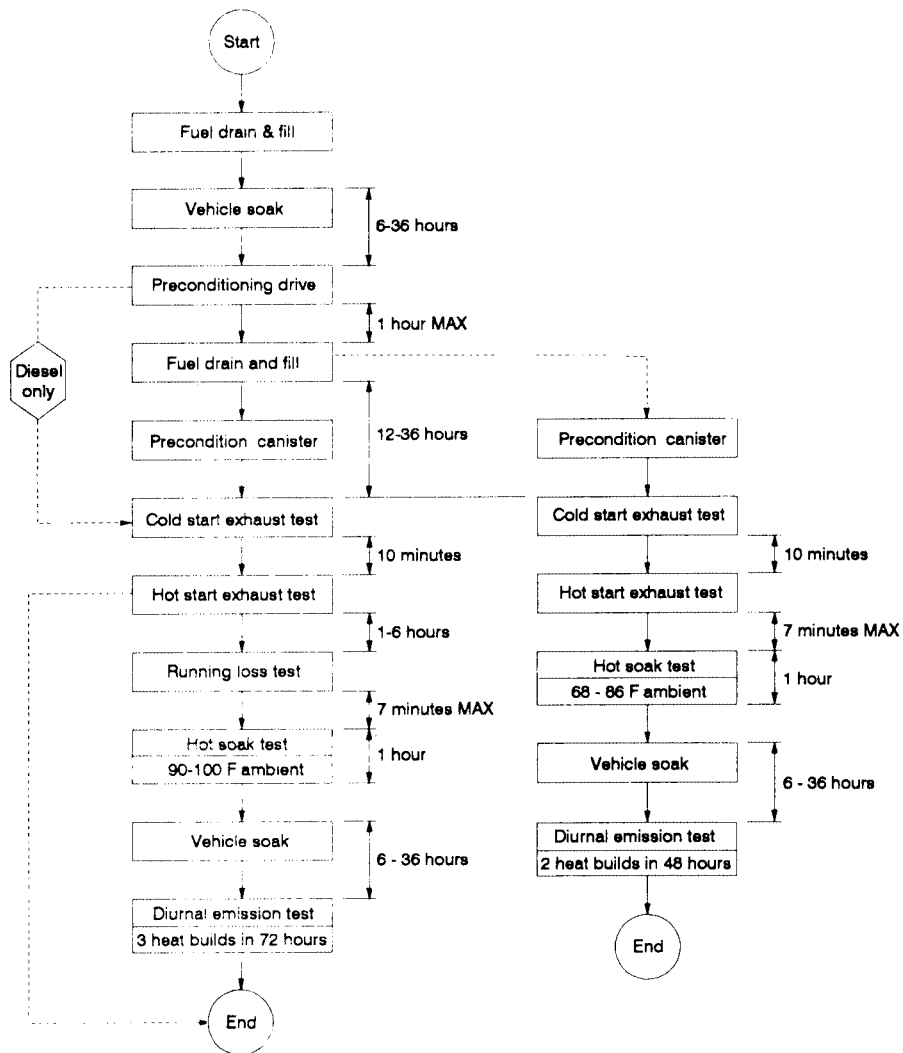 Start
Fuel drain & fill
Vehicle soak
6-36 hours
Preconditioning drive
1 hour MAX
Fuel drain and fill
Diesel
only
12-36 hours
Precondition canister
Cold start exhaust test
10 minutes
Hot start exhaust test
1-6 hours
Running loss test
7 minutes MAX
Hot soak test
90-100 F ambient
1 hour
Vehicle soak
6 - 36 hours
Diurnal emission test
3 heat builds in 72 hours
End
Precondition canister
Cold start exhaust test
10 minutes
Hot start exhaust test
7 minutes MAX
Hot soak test
68 - 86 F ambient
1 hour
Vehicle soak
6 - 36 hours
Diurnal emission test
2 heat builds in 48 hours
End